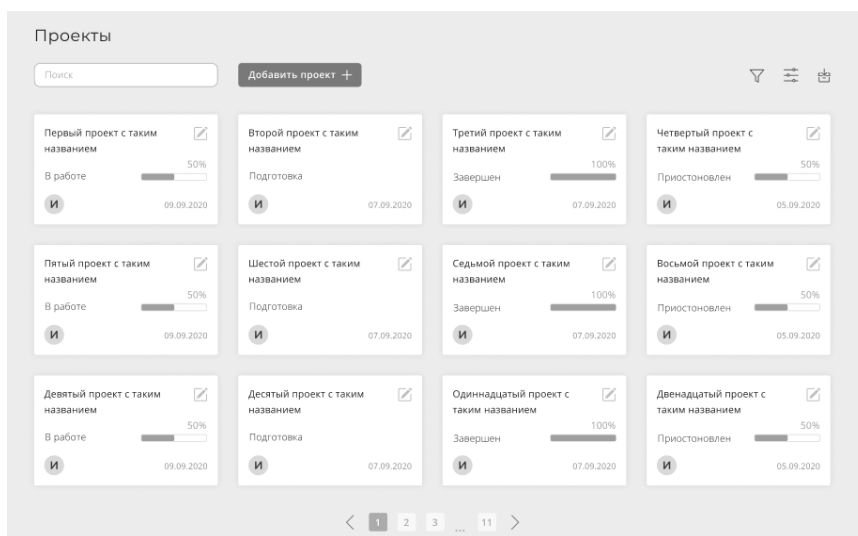 Проекты
Поиск
Добавить проект +
Первый проект с таким
названием
50%
В работе
И
09.09.2020
Второй проект с таким
названием
Подготовка
И
07.09.2020
Третий проект с таким
названием
100%
Завершен
И
07.09.2020
Четвертый проект с
таким названием
50%
Приостоновлен
И
05.09.2020
Пятый проект с таким
названием
50%
В работе
И
09.09.2020
Шестой проект с таким
названием
Подготовка
И
07.09.2020
Седьмой проект с таким
названием
100%
Завершен
И
07.09.2020
Восьмой проект с таким
названием
50%
Приостоновлен
И
05.09.2020
Девятый проект с таким
названием
50%
В работе
И
09.09.2020
Десятый проект с таким
названием
Подготовка
И
07.09.2020
Одиннадцатый проект с
таким названием
100%
Завершен
И
07.09.2020
Двенадцатый проект с
таким названием
50%
Приостоновлен
И
05.09.2020
1 2 3 ... 11